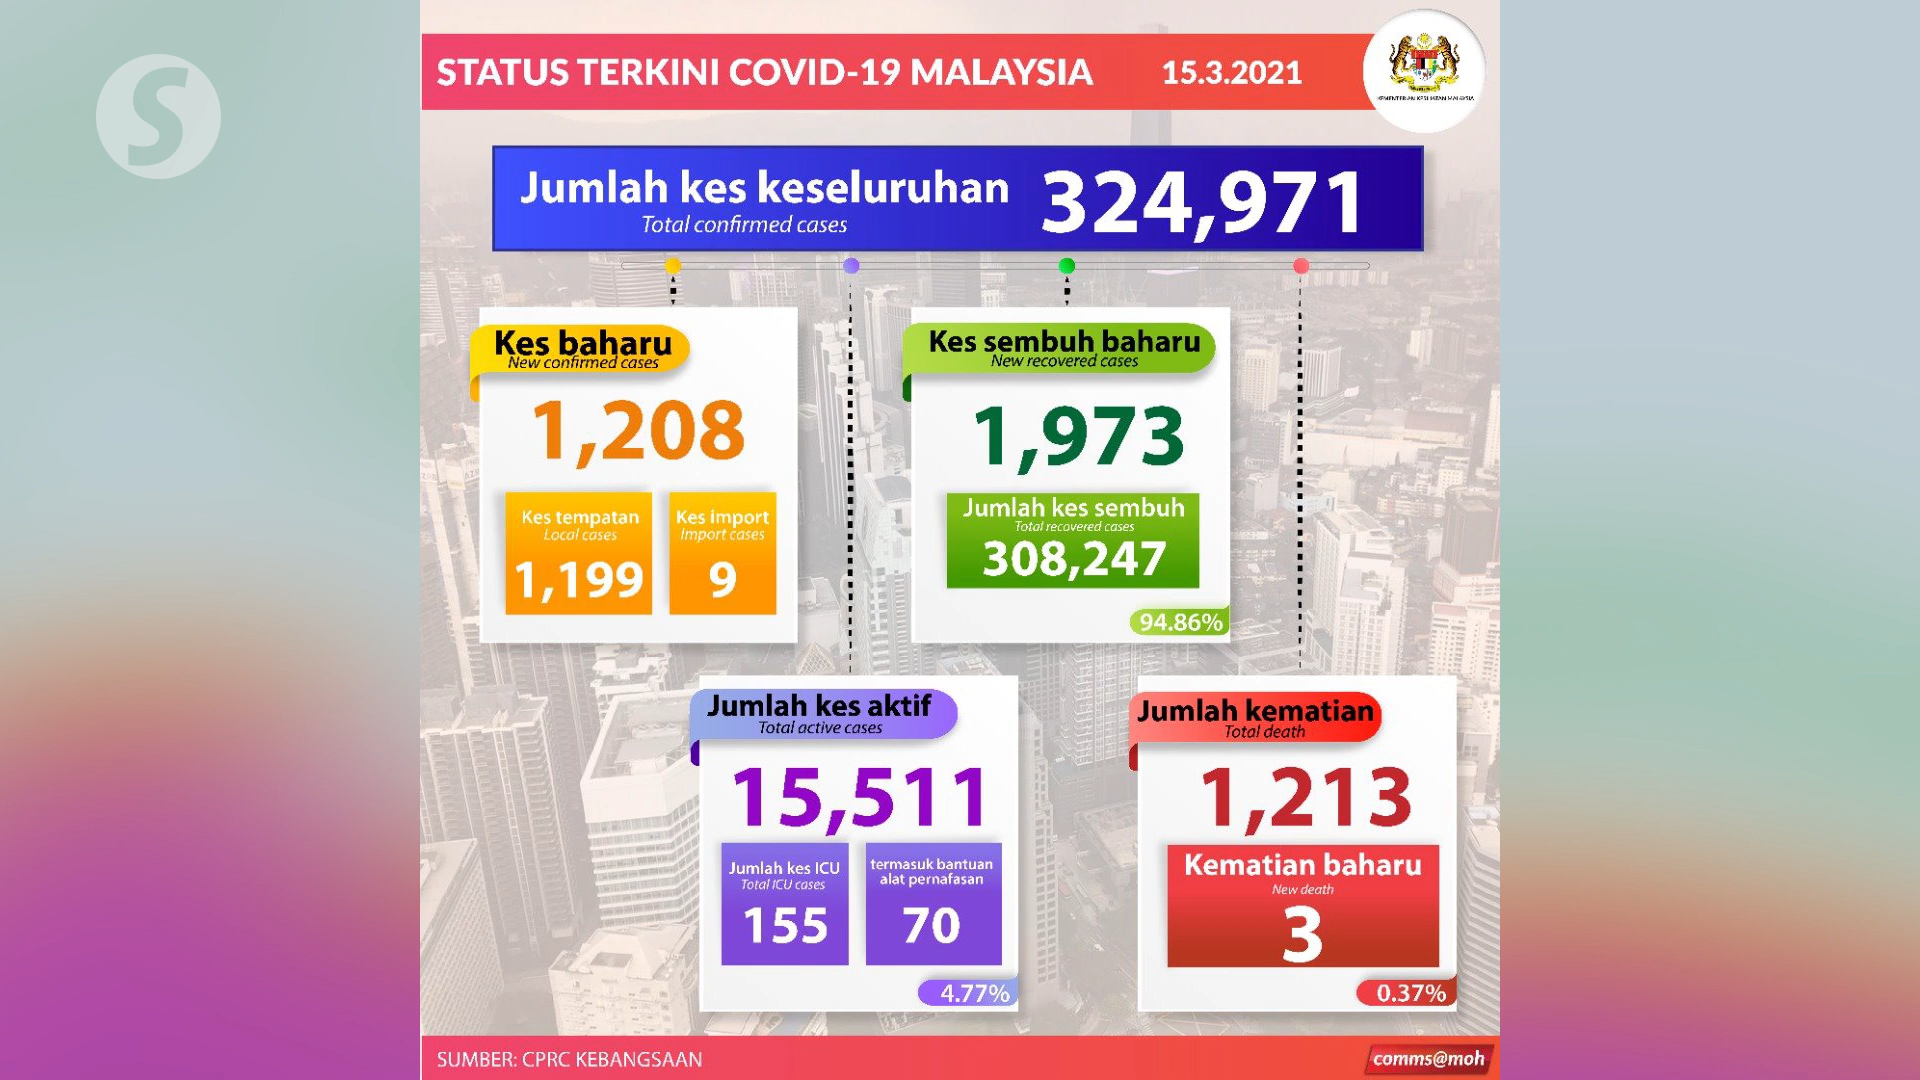 S
STATUS TERKINI COVID-19 MALAYSIA
15.3.2021
KEMENTERIAN KESIHATAN MALAYSIA
Jumlah kes keseluruhan
Total confirmed cases
324,971
Kes baharu
New confirmed cases
1,208
Kes tempatan
Local cases
1,199
Kes import
Import cases
9
Kes sembuh baharu
New recovered cases
1,973
Jumlah kes sembuh
Total recovered cases
308,247
94.86%
Jumlah kes aktif
Total active cases
15,511
Jumlah kes ICU
Total ICU cases
155
termasuk bantuan
alat pernafasan
70
4.77%
Jumlah kematian
Total death
1,213
Kematian baharu
New death
3
0.37%
SUMBER: CPRC KEBANGSAAN
comms@moh